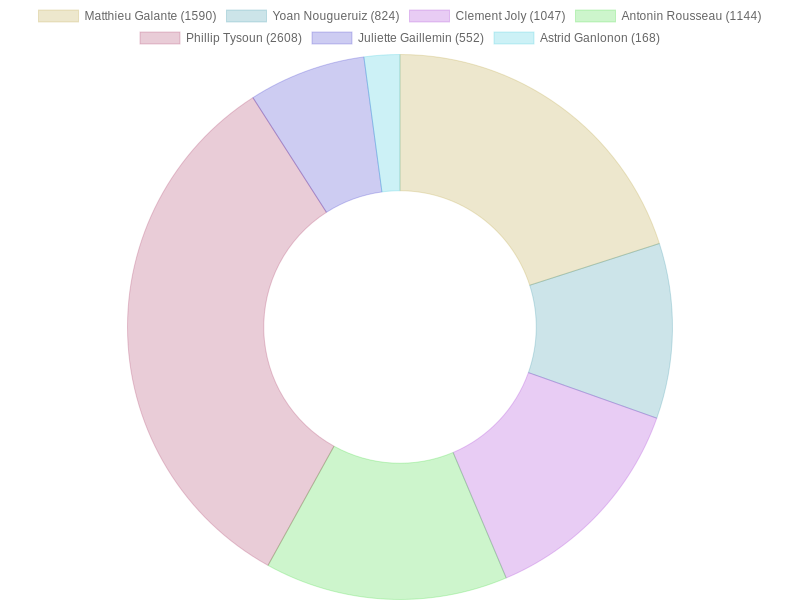 Matthieu Galante (1590) Yoan Nougueruiz (824) Clement Joly (1047) Antonin Rousseau (1144)
Phillip Tysoun (2608) Juliette Gaillemin (552) Astrid Ganlonon (168)